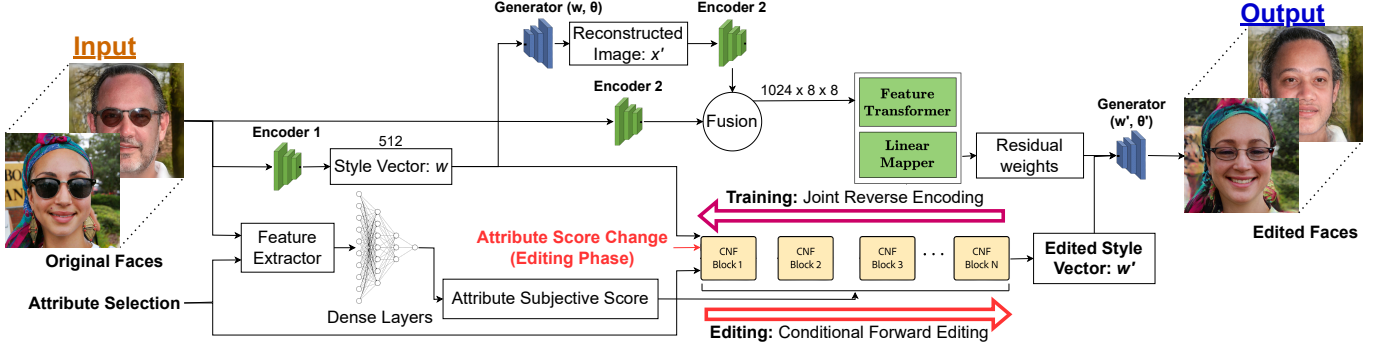 Input
Original Faces
Attribute Selection
Encoder 1
512
Style Vector: w
Feature
Extractor
Dense Layers
Attribute Subjective Score
Generator (w, θ)
Reconstructed
Image: x'
Encoder 2
Encoder 2
Fusion
1024 x 8 x 8
Feature
Transformer
Linear
Mapper
Residual
weights
Training: Joint Reverse Encoding
Attribute Score Change
(Editing Phase)
CNF
Block 1
CNF
Block 2
CNF
Block 3
...
CNF
Block N
Editing: Conditional Forward Editing
Edited Style
Vector: w'
Generator
(w', θ')
Output
Edited Faces